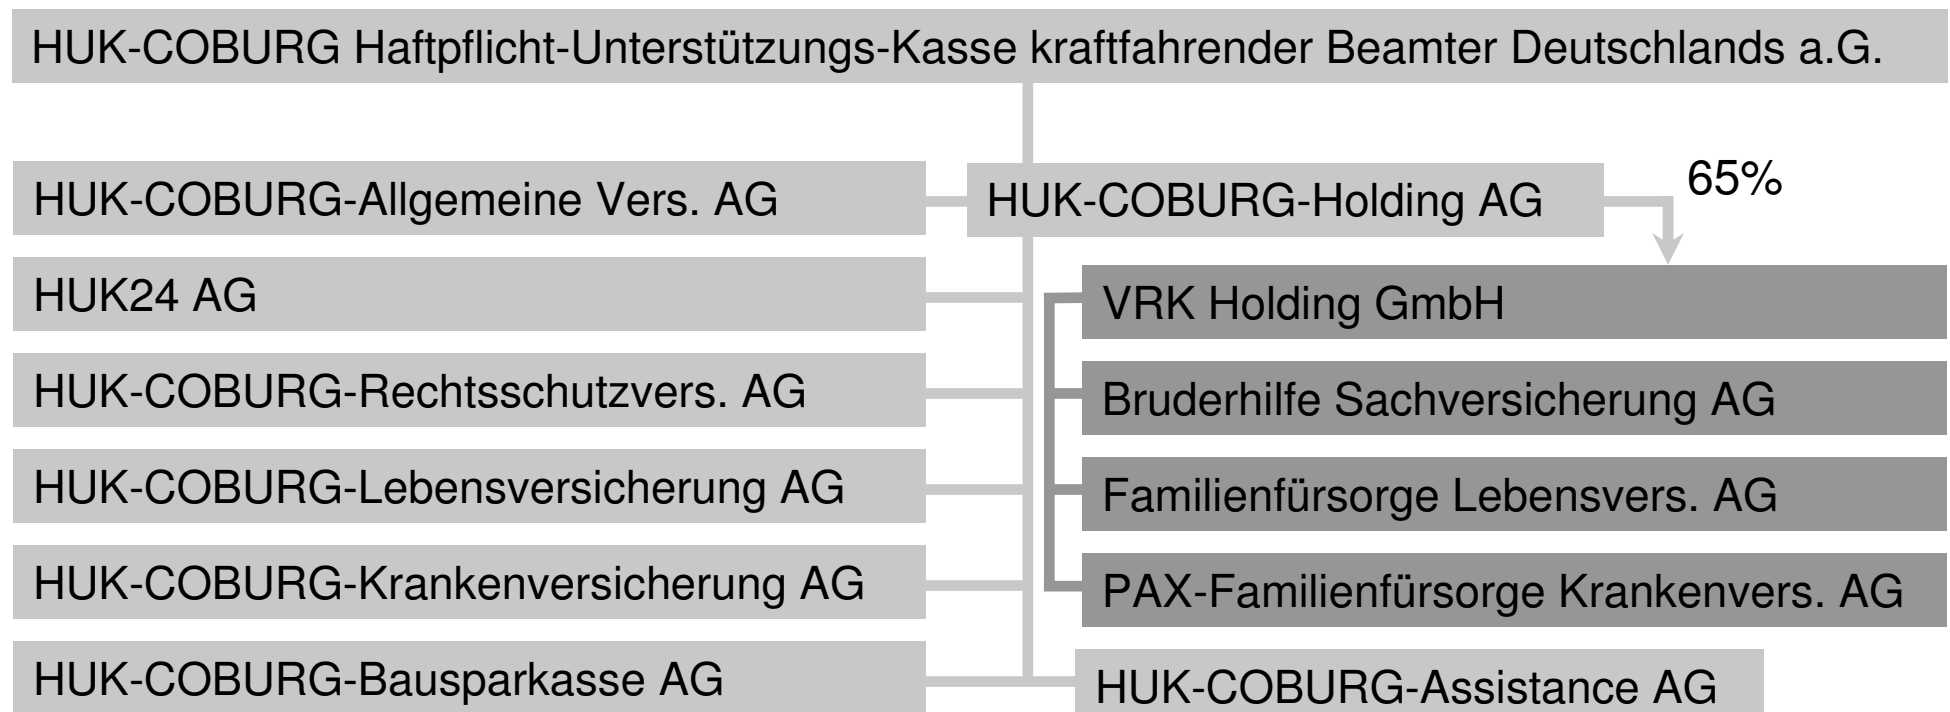 HUK-COBURG Haftpflicht-Unterstützungs-Kasse kraftfahrender Beamter Deutschlands a.G.
HUK-COBURG-Allgemeine Vers. AG
HUK24 AG
HUK-COBURG-Rechtsschutzvers. AG
HUK-COBURG-Lebensversicherung AG
HUK-COBURG-Krankenversicherung AG
HUK-COBURG-Bausparkasse AG
HUK-COBURG-Holding AG
65%
VRK Holding GmbH
Bruderhilfe Sachversicherung AG
Familienfürsorge Lebensvers. AG
PAX-Familienfürsorge Krankenvers. AG
HUK-COBURG-Assistance AG